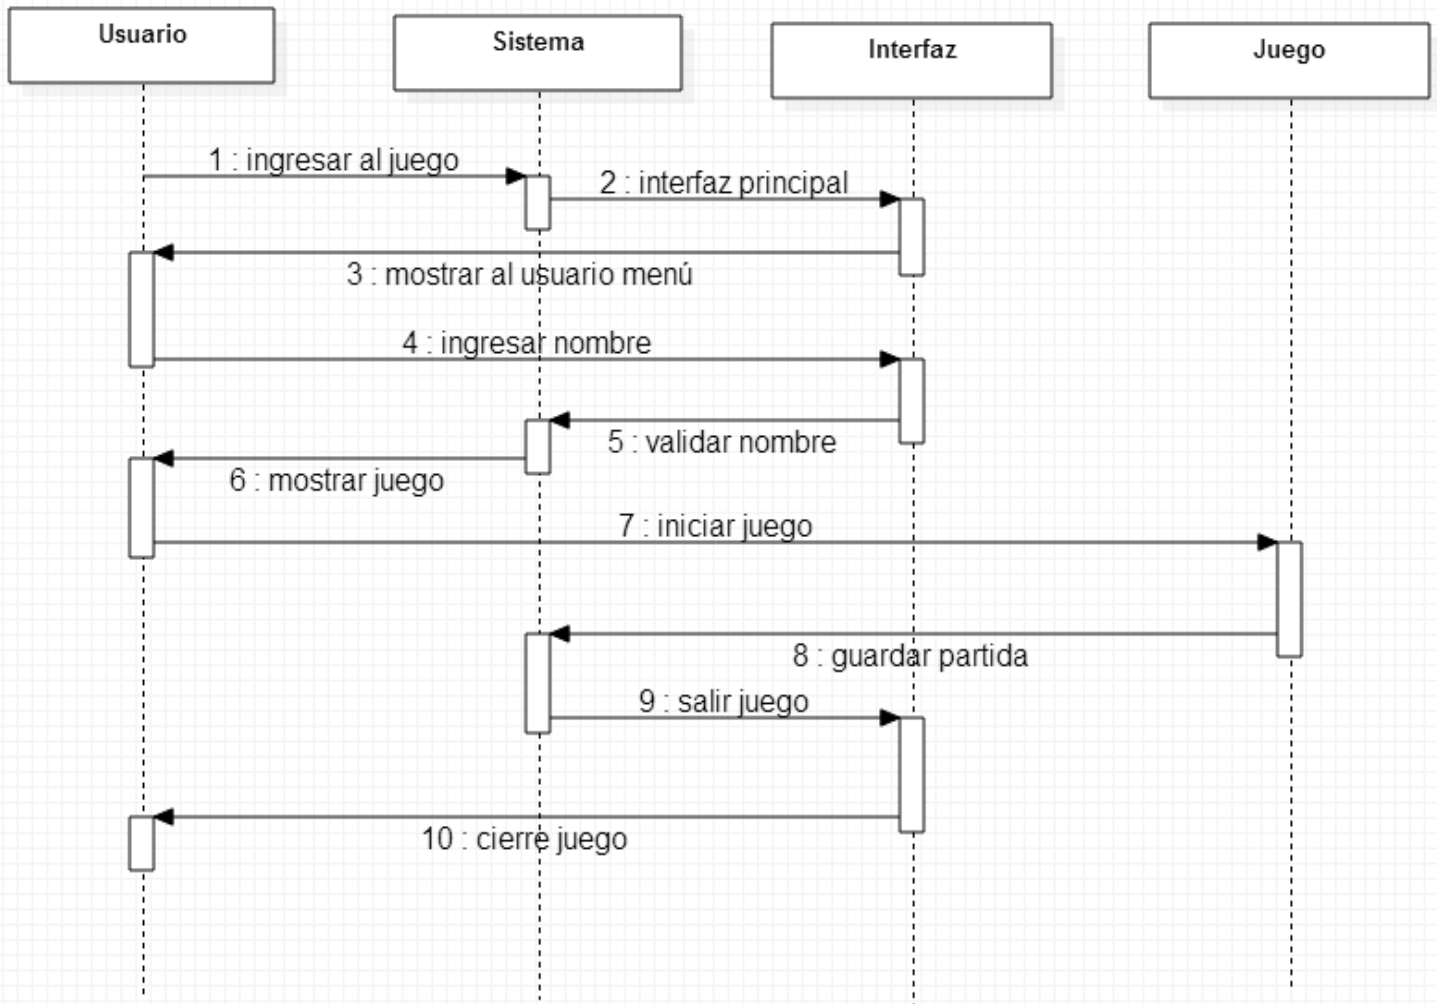 Usuario
Sistema
Interfaz
Juego
1 : ingresar al juego
2 : interfaz principal
3 : mostrar al usuario menú
4 : ingresar nombre
5 : validar nombre
6 : mostrar juego
7 : iniciar juego
8 : guardar partida
9 : salir juego
10 : cierre juego